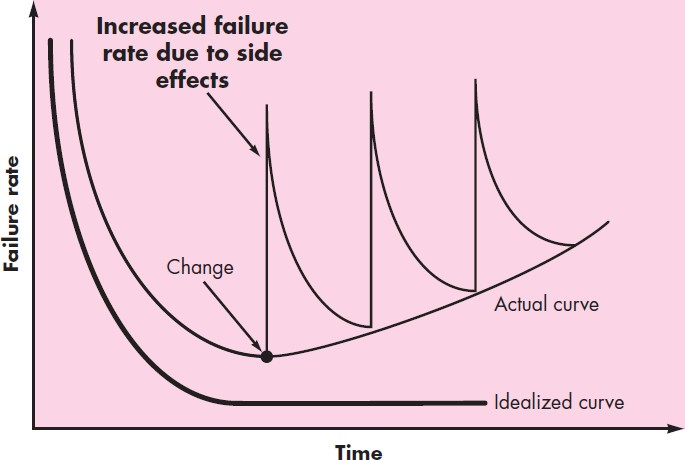 Increased failure
rate due to side
effects
Failure rate
Change
Actual curve
Idealized curve
Time